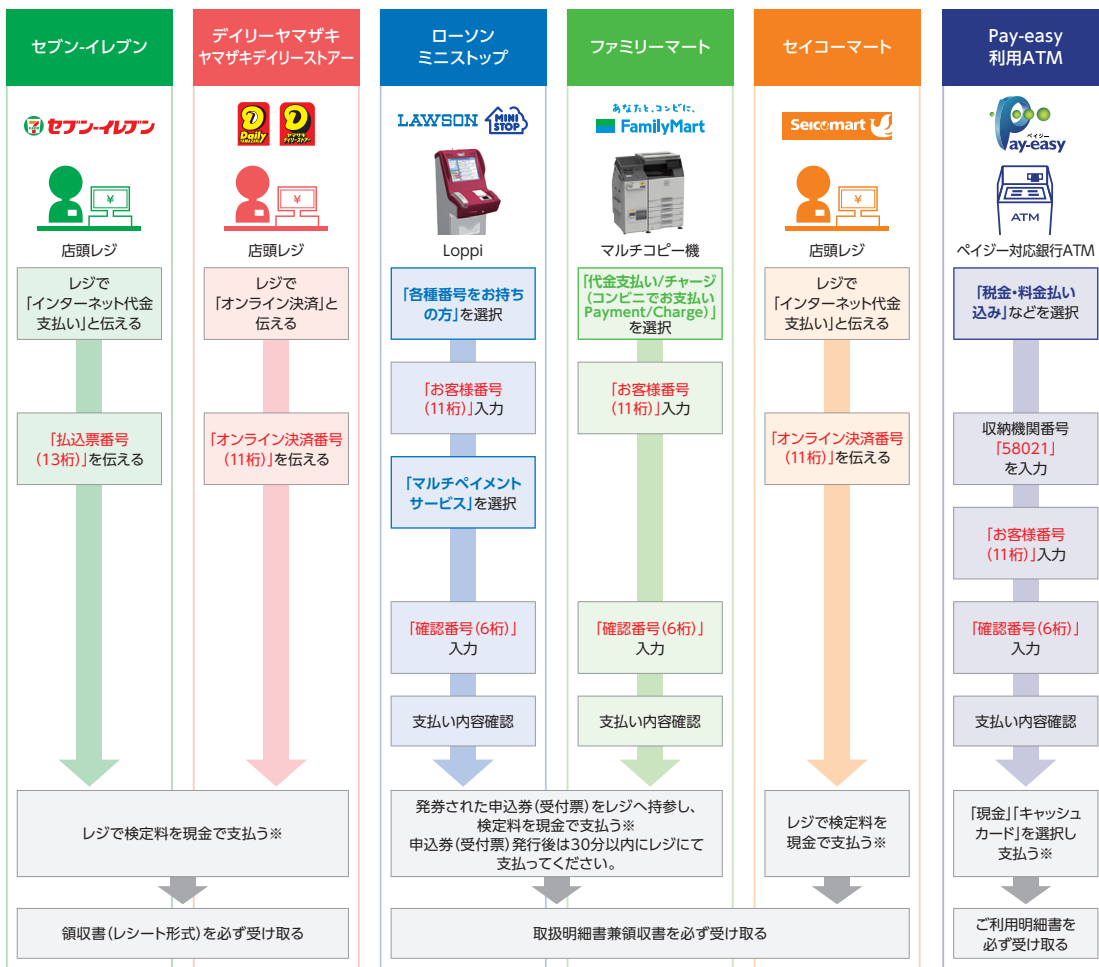 セブン-イレブン
デイリーヤマザキ
ヤマザキデイリーストアー
ローソン
ミニストップ
ファミリーマート
セイコーマート
Pay-easy
利用ATM
セブン-イレブン
Daily
ヤマザキ
デイリーストアー
LAWSON
MINI
STOP
あなたと、コンビに、
FamilyMart
Seicomart
ペイジー
Pay-easy
¥
¥
¥
ATM
店頭レジ
店頭レジ
Loppi
マルチコピー機
店頭レジ
ペイジー対応銀行ATM
レジで
「インターネット代金
支払い」と伝える
レジで
「オンライン決済」と
伝える
「各種番号をお持ち
の方」を選択
「代金支払い/チャージ
(コンビニでお支払い
Payment/Charge)」
を選択
レジで
「インターネット代金
支払い」と伝える
「税金・料金払い
込み」などを選択
「お客様番号
(11桁)」入力
「お客様番号
(11桁)」入力
「払込票番号
(13桁)」を伝える
「オンライン決済番号
(11桁)」を伝える
「マルチペイメント
サービス」を選択
「オンライン決済番号
(11桁)」を伝える
収納機関番号
「58021」
を入力
「お客様番号
(11桁)」入力
「確認番号(6桁)」
入力
「確認番号(6桁)」
入力
「確認番号(6桁)」
入力
支払い内容確認
支払い内容確認
支払い内容確認
レジで検定料を現金で支払う※
発券された申込券(受付票)をレジへ持参し、
検定料を現金で支払う※
申込券(受付票)発行後は30分以内にレジにて
支払ってください。
レジで検定料を
現金で支払う※
「現金」「キャッシュ
カード」を選択し
支払う※
領収書(レシート形式)を必ず受け取る
取扱明細書兼領収書を必ず受け取る
ご利用明細書を
必ず受け取る